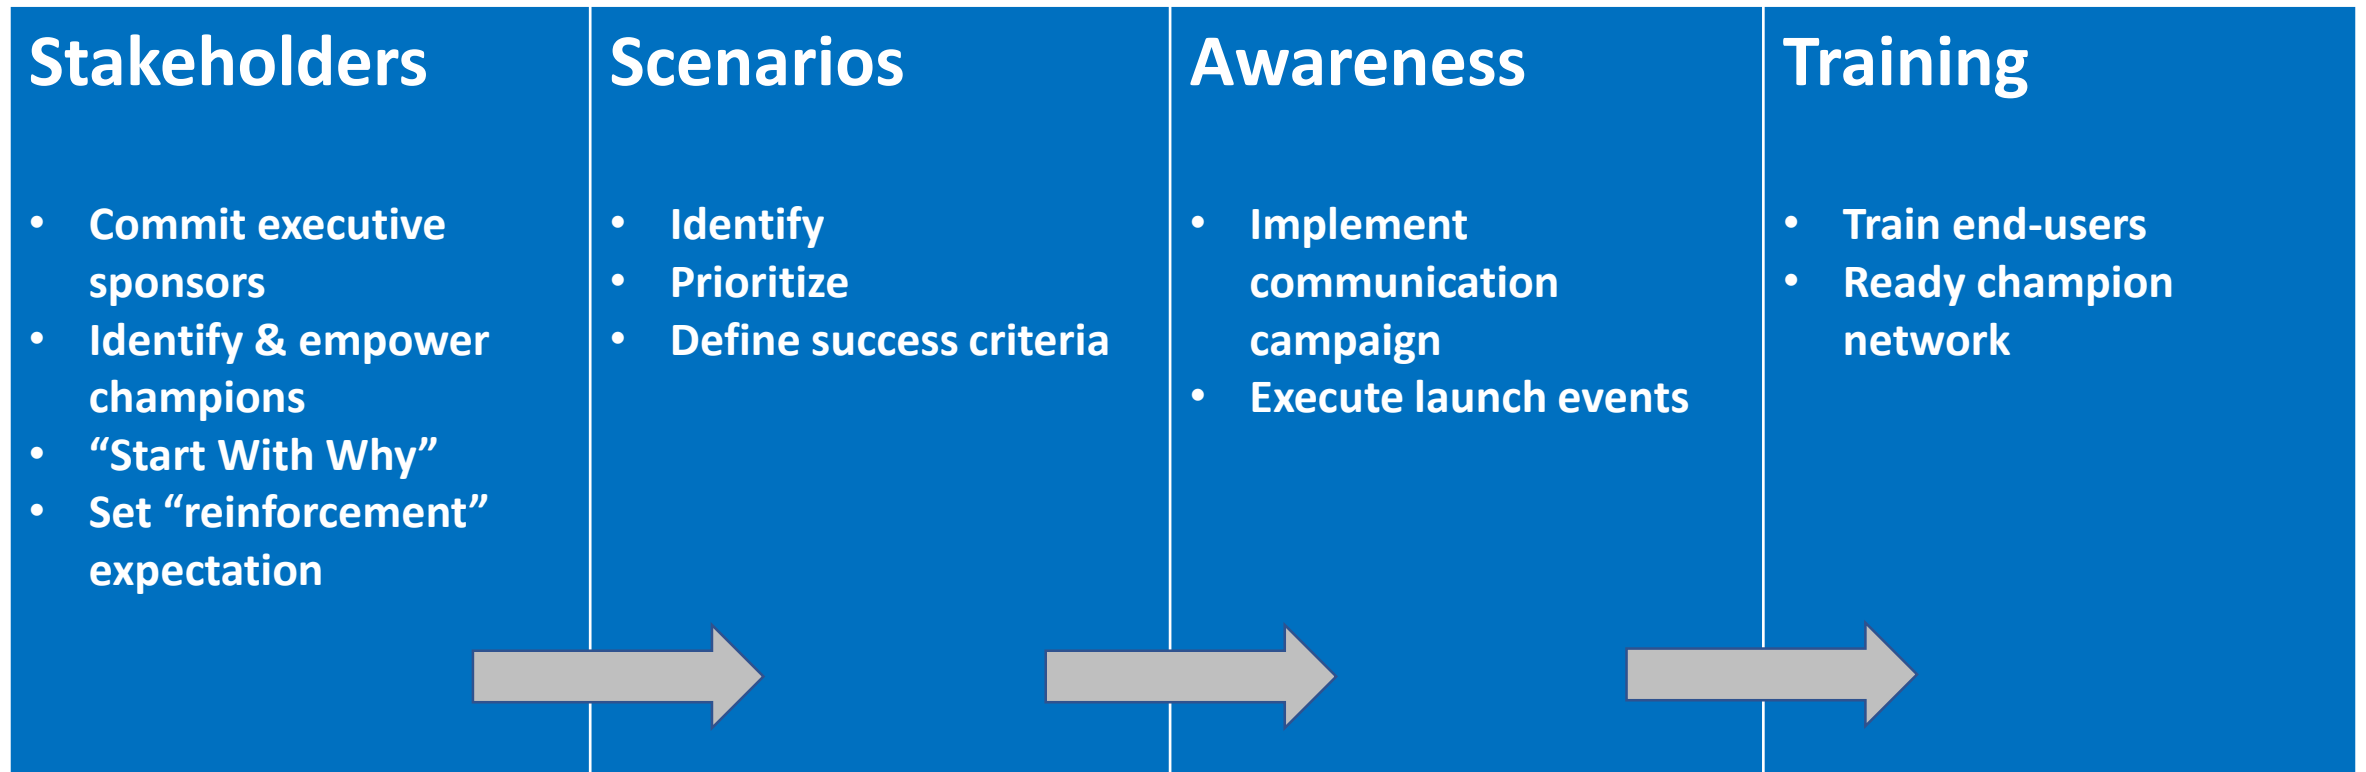 Stakeholders
• Commit executive
sponsors
• Identify & empower
champions
• “Start With Why”
• Set “reinforcement”
expectation
Scenarios
• Identify
• Prioritize
• Define success criteria
Awareness
• Implement
communication
campaign
• Execute launch events
Training
• Train end-users
• Ready champion
network